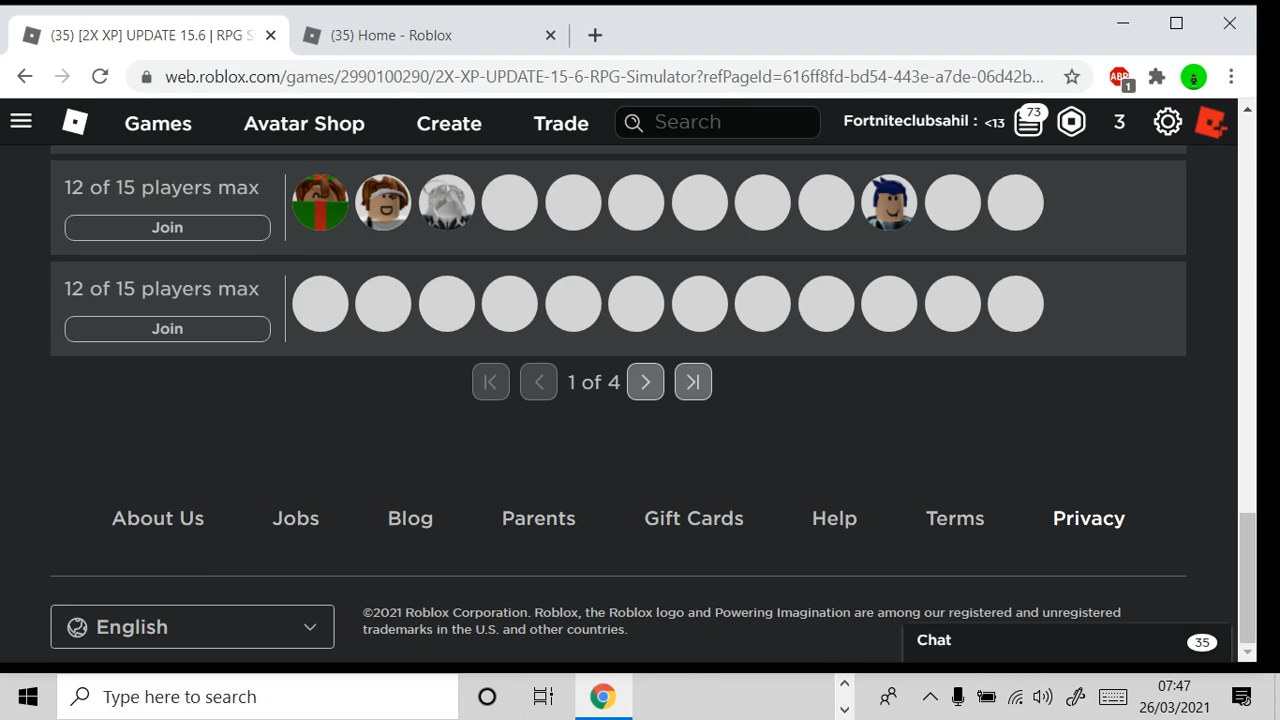 (35) [2X XP] UPDATE 15.6 | RPG S
(35) Home - Roblox
web.roblox.com/games/2990100290/2X-XP-UPDATE-15-6-RPG-Simulator?refPageId=616ff8fd-bd54-443e-a7de-06d42b...
ABP
1
Games
Avatar Shop
Create
Trade
Search
Fortniteclubsahil : <13
73
3
12 of 15 players max
Join
12 of 15 players max
Join
1 of 4
About Us
Jobs
Blog
Parents
Gift Cards
Help
Terms
Privacy
English
©2021 Roblox Corporation. Roblox, the Roblox logo and Powering Imagination are among our registered and unregistered
trademarks in the U.S. and other countries.
Chat
35
Type here to search
07:47
26/03/2021